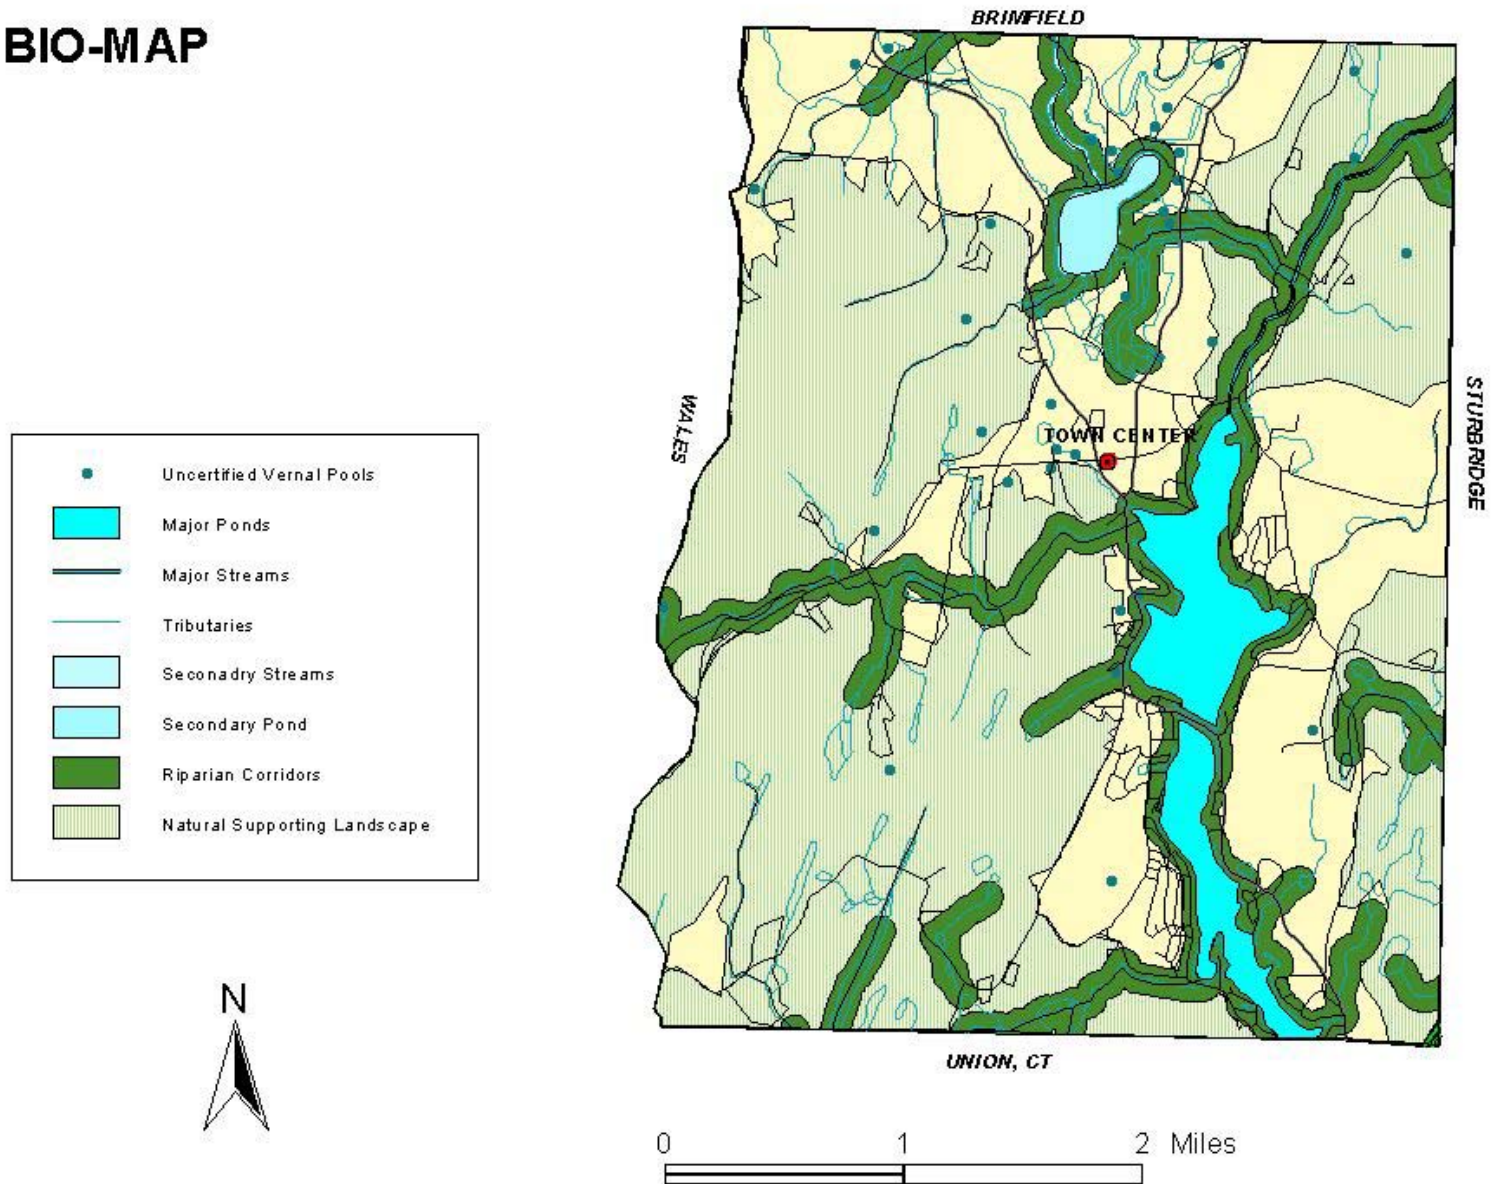 BIO-MAP
BRIMFIELD
WALES
STURBRIDGE
TOWN CENTER
Uncertified Vernal Pools
Major Ponds
Major Streams
Tributaries
Seconadry Streams
Secondary Pond
Riparian Corridors
Natural Supporting Landscape
N
UNION, CT
0 1 2 Miles